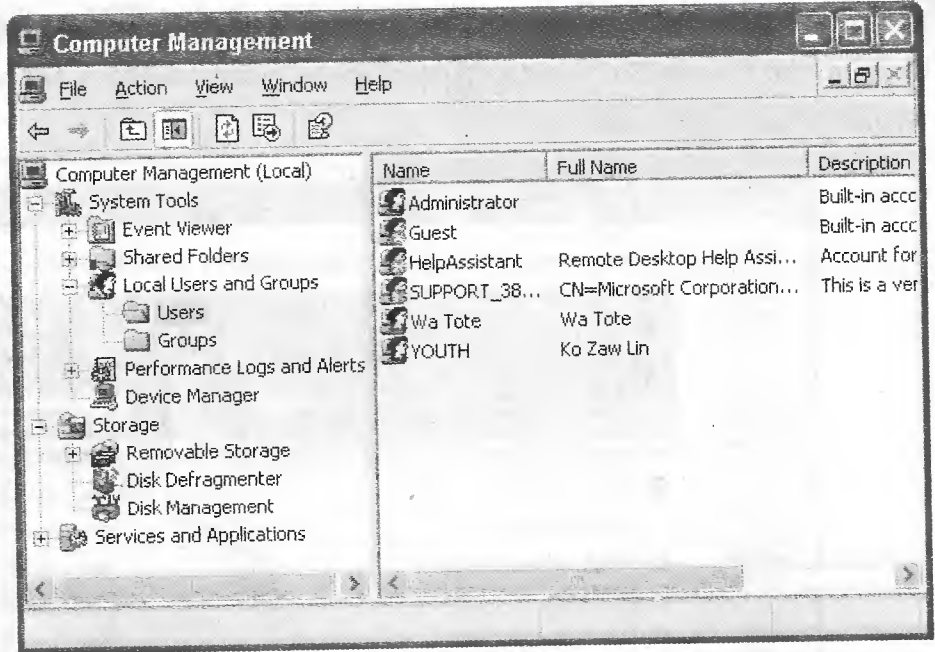 Computer Management
File Action View Window Help
Computer Management (Local)
System Tools
Event Viewer
Shared Folders
Local Users and Groups
Users
Groups
Performance Logs and Alerts
Device Manager
Storage
Removable Storage
Disk Defragmenter
Disk Management
Services and Applications
Name Full Name Description
Administrator Built-in accc
Guest Built-in accc
HelpAssistant Remote Desktop Help Assi... Account for
SUPPORT_38... CN=Microsoft Corporation... This is a ver
Wa Tote Wa Tote
YOUTH Ko Zaw Lin